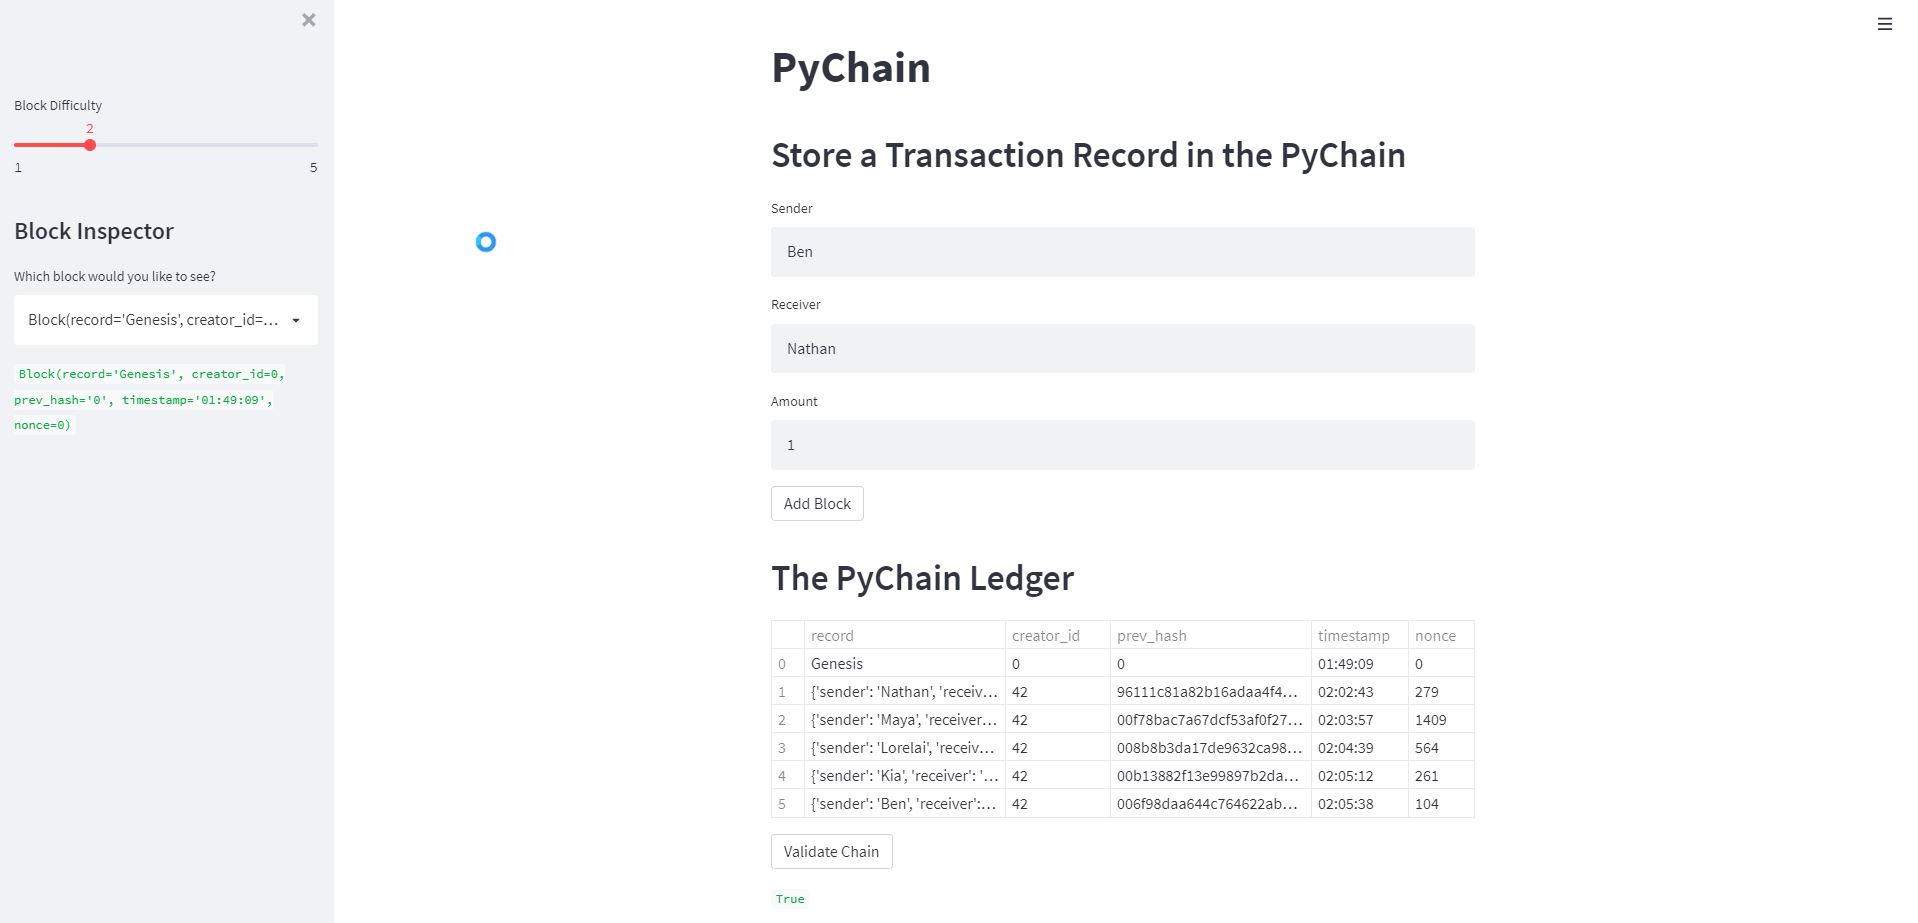 Block Difficulty
2
1 5
Block Inspector
Which block would you like to see?
Block(record='Genesis', creator_id=...
Block(record='Genesis', creator_id=0,
prev_hash='0', timestamp='01:49:09',
nonce=0)
PyChain
Store a Transaction Record in the PyChain
Sender
Ben
Receiver
Nathan
Amount
1
Add Block
The PyChain Ledger
record creator_id prev_hash timestamp nonce
0 Genesis 0 0 01:49:09 0
1 {'sender': 'Nathan', 'receiv... 42 96111c81a82b16adaa4f4... 02:02:43 279
2 {'sender': 'Maya', 'receiver... 42 00f78bac7a67dcf53af0f27... 02:03:57 1409
3 {'sender': 'Lorelai', 'receiv... 42 008b8b3da17de9632ca98... 02:04:39 564
4 {'sender': 'Kia', 'receiver': '... 42 00b13882f13e99897b2da... 02:05:12 261
5 {'sender': 'Ben', 'receiver':... 42 006f98daa644c764622ab... 02:05:38 104
Validate Chain
True